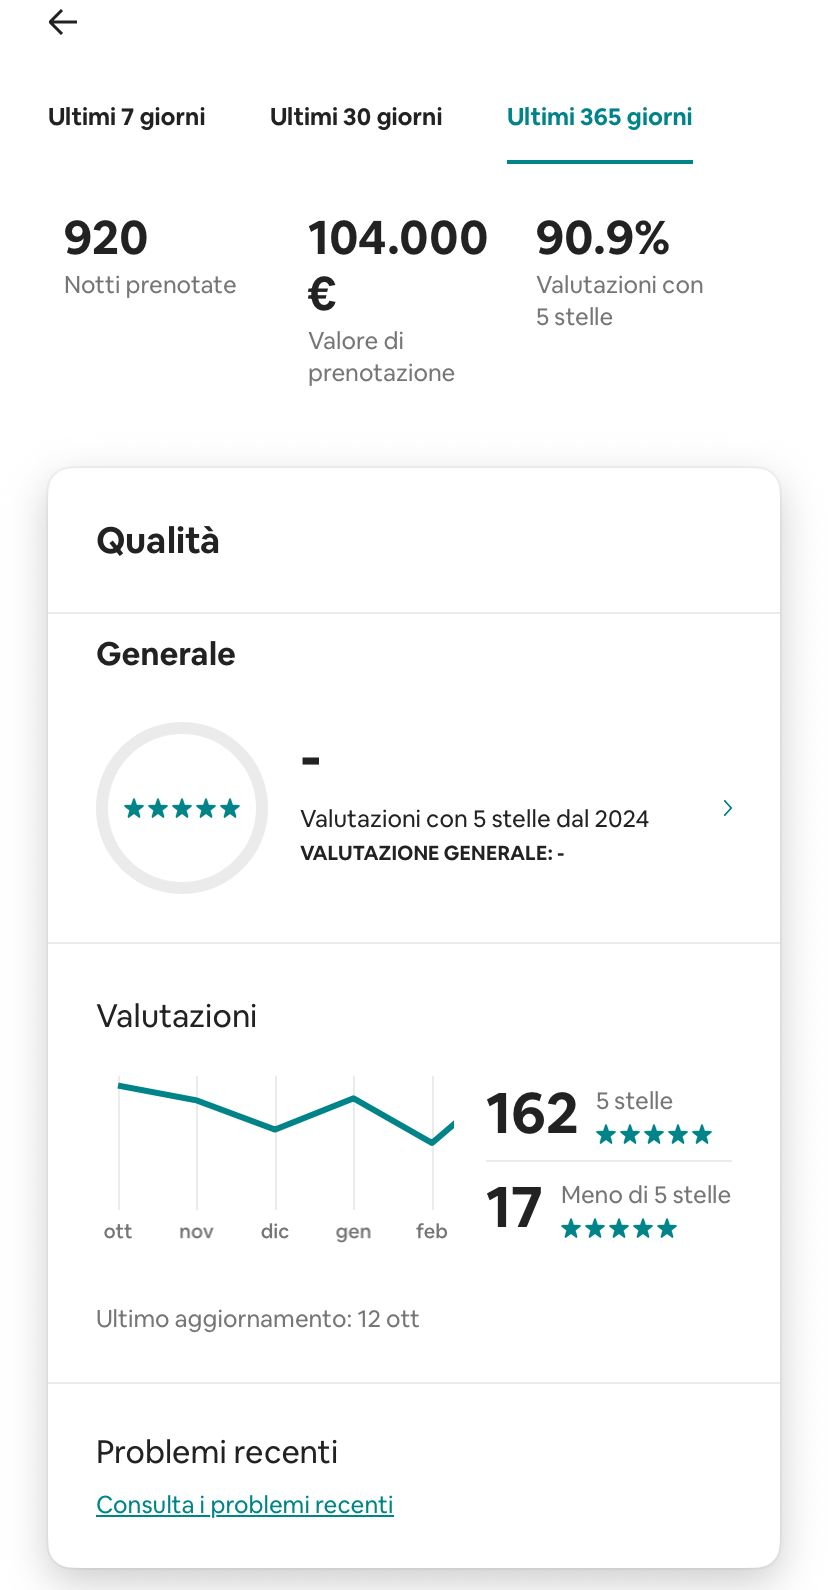 Ultimi 7 giorni
Ultimi 30 giorni
Ultimi 365 giorni
920
Notti prenotate
104.000
€
Valore di
prenotazione
90.9%
Valutazioni con
5 stelle
Qualità
Generale
-
Valutazioni con 5 stelle dal 2024
VALUTAZIONE GENERALE: -
Valutazioni
ott nov dic gen feb
162
5 stelle
17
Meno di 5 stelle
Ultimo aggiornamento: 12 ott
Problemi recenti
Consulta i problemi recenti